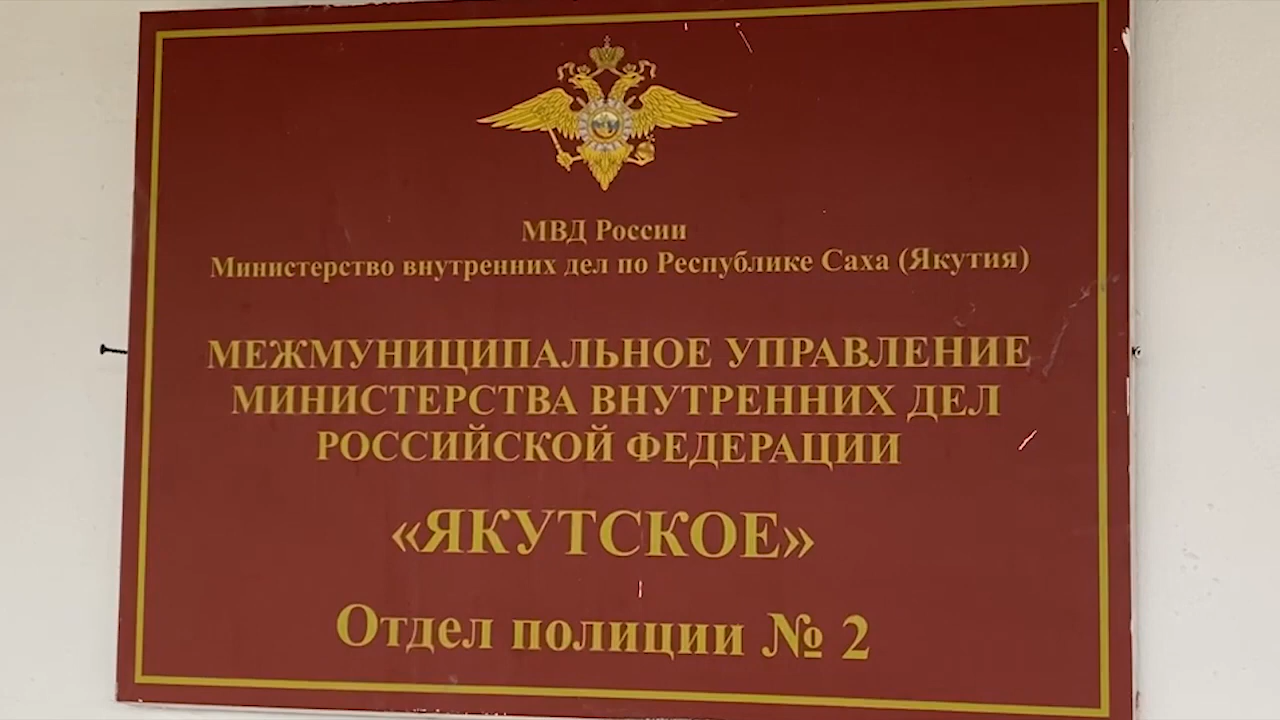 МВД России
Министерство внутренних дел по Республике Саха (Якутия)
МЕЖМУНИЦИПАЛЬНОЕ УПРАВЛЕНИЕ
МИНИСТЕРСТВА ВНУТРЕННИХ ДЕЛ
РОССИЙСКОЙ ФЕДЕРАЦИИ
«ЯКУТСКОЕ»
Отдел полиции № 2